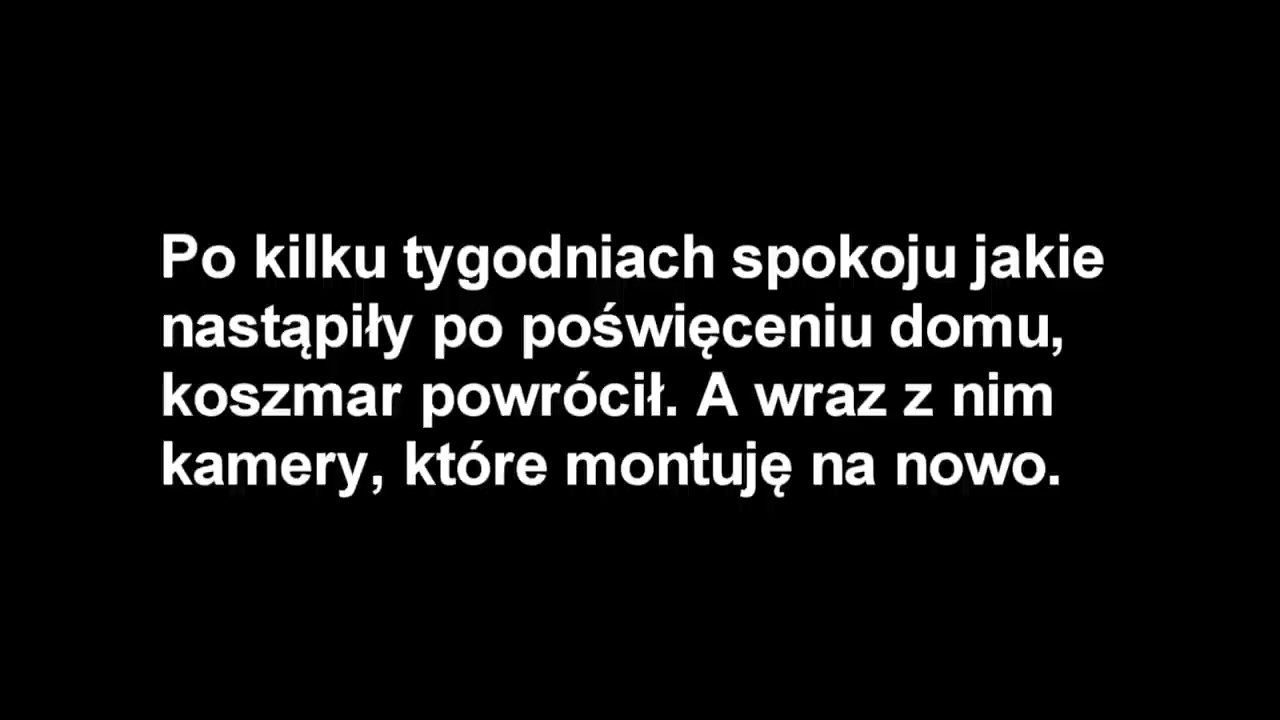 Po kilku tygodniach spokoju jakie
nastąpiły po poświęceniu domu,
koszmar powrócił. A wraz z nim
kamery, które montuję na nowo.